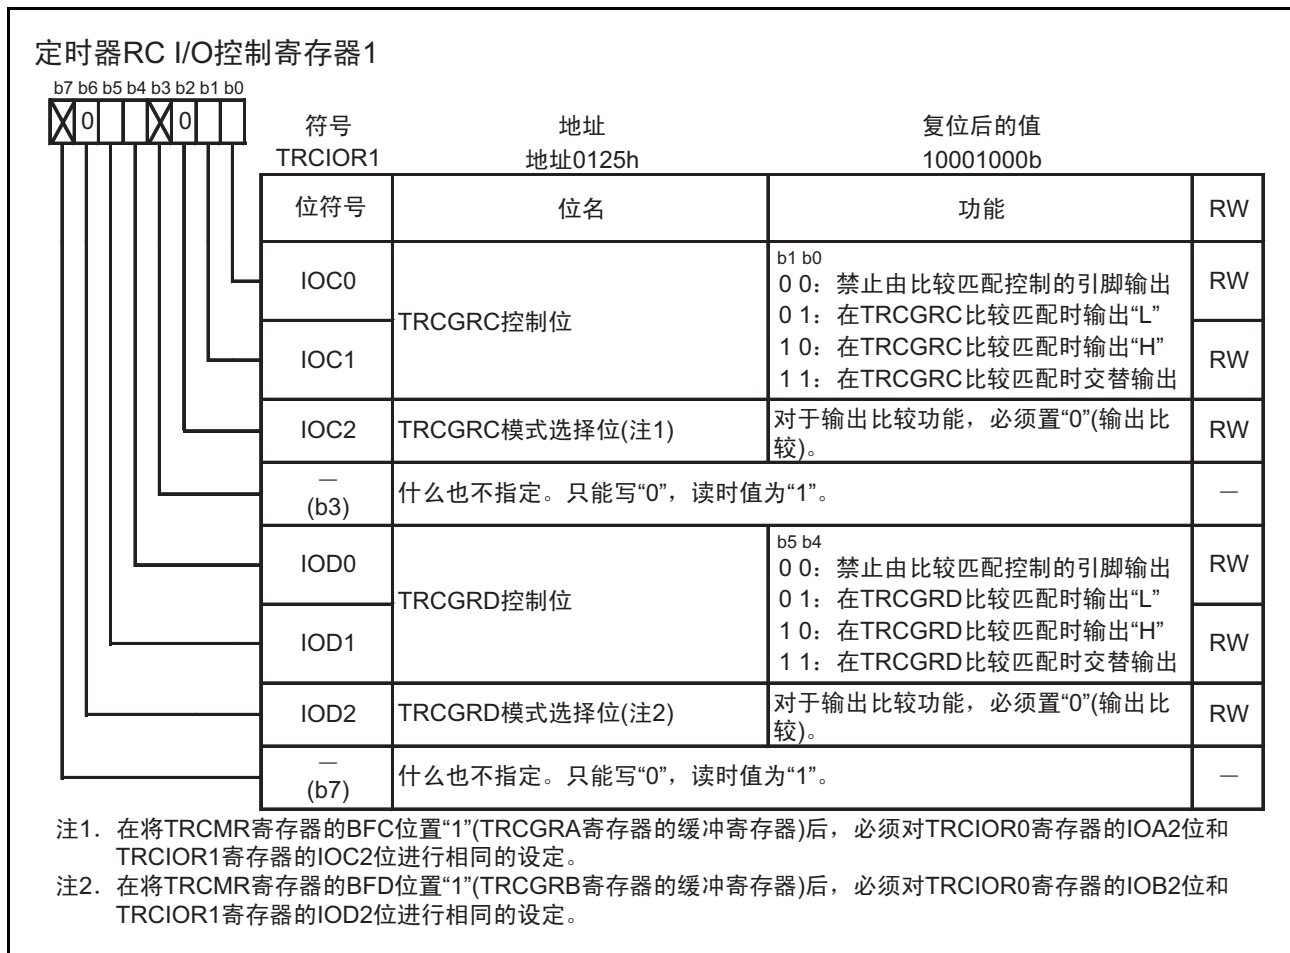 定时器RC I/O控制寄存器1
b7 b6 b5 b4 b3 b2 b1 b0
0 0
符号 地址 复位后的值
TRCIOR1 地址0125h 10001000b
位符号 位名 功能 RW
IOC0 TRCGRC控制位 b1 b0 RW
0 0：禁止由比较匹配控制的引脚输出
0 1：在TRCGRC比较匹配时输出“L”
IOC1 1 0：在TRCGRC比较匹配时输出“H” RW
1 1：在TRCGRC比较匹配时交替输出
IOC2 TRCGRC模式选择位(注1) 对于输出比较功能，必须置“0”(输出比 RW
较)。
—
(b3) 什么也不指定。只能写“0”，读时值为“1”。 —
IOD0 TRCGRD控制位 b5 b4 RW
0 0：禁止由比较匹配控制的引脚输出
0 1：在TRCGRD比较匹配时输出“L”
IOD1 1 0：在TRCGRD比较匹配时输出“H” RW
1 1：在TRCGRD比较匹配时交替输出
IOD2 TRCGRD模式选择位(注2) 对于输出比较功能，必须置“0”(输出比 RW
较)。
—
(b7) 什么也不指定。只能写“0”，读时值为“1”。 —
注1．在将TRCMR寄存器的BFC位置“1”(TRCGRA寄存器的缓冲寄存器)后，必须对TRCIOR0寄存器的IOA2位和
TRCIOR1寄存器的IOC2位进行相同的设定。
注2．在将TRCMR寄存器的BFD位置“1”(TRCGRB寄存器的缓冲寄存器)后，必须对TRCIOR0寄存器的IOB2位和
TRCIOR1寄存器的IOD2位进行相同的设定。